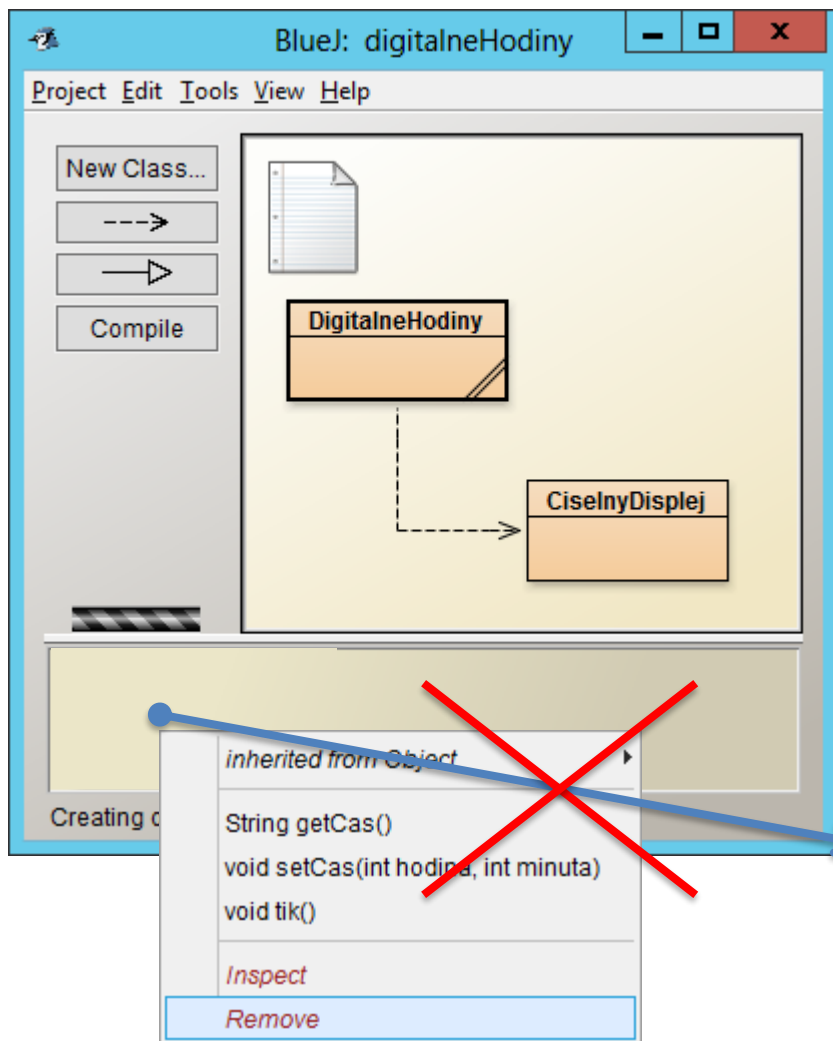 BlueJ: digitalneHodiny
Project Edit Tools View Help
New Class...
Compile
DigitalneHodiny
CiselnyDisplej
inherited from Object
Creating
String getCas()
void setCas(int hodina, int minuta)
void tik()
Inspect
Remove